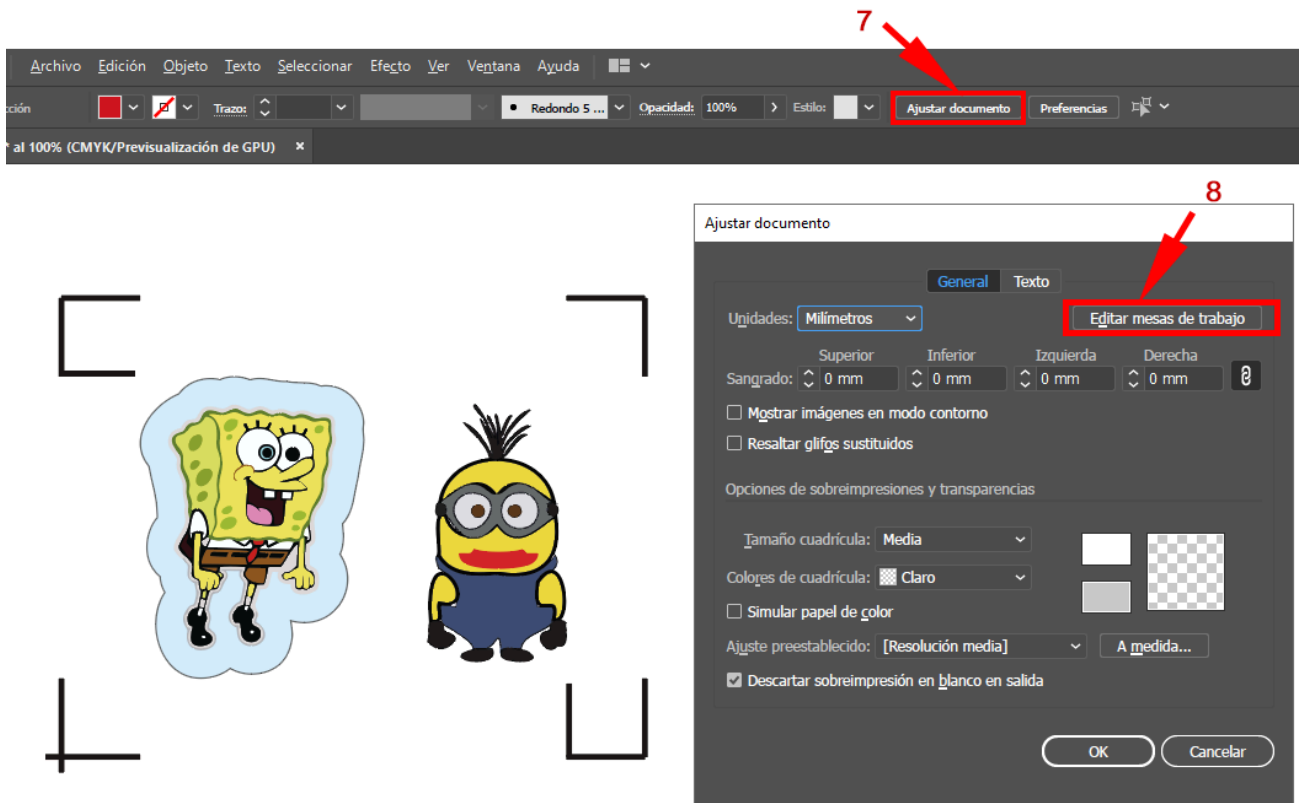 7
Archivo Edición Objeto Texto Seleccionar Efecto Ver Ventana Ayuda
cción Trazo: Redondo 5 ... Opacidad: 100% Estilo: Ajustar documento Preferencias
* al 100% (CMYK/Previsualización de GPU) ×
8
Ajustar documento
General Texto
Unidades: Milímetros Editar mesas de trabajo
Superior Inferior Izquierda Derecha
Sangrado: 0 mm 0 mm 0 mm 0 mm
Mostrar imágenes en modo contorno
Resaltar glifos sustituidos
Opciones de sobreimpresiones y transparencias
Tamaño cuadrícula: Media
Colores de cuadrícula: Claro
Simular papel de color
Ajuste preestablecido: [Resolución media] A medida...
Descartar sobreimpresión en blanco en salida
OK Cancelar